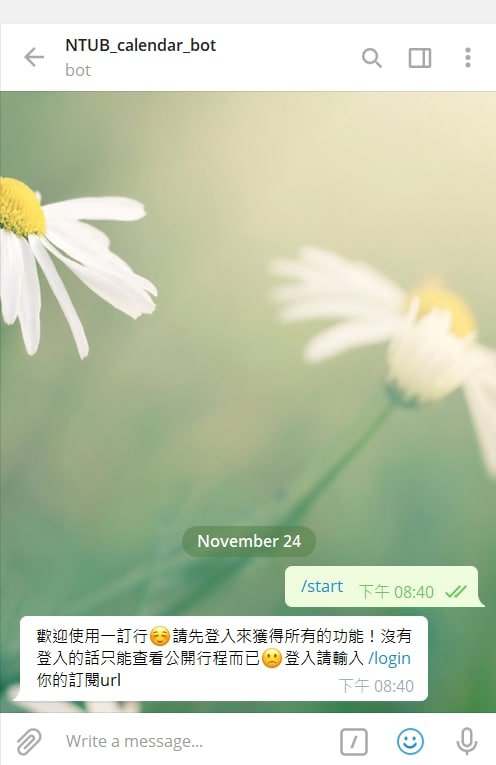 NTUB_calendar_bot
bot
November 24
/start 下午 08:40
歡迎使用一訂行☺️請先登入來獲得所有的功能！沒有
登入的話只能查看公開行程而已🙁登入請輸入 /login
你的訂閱url
下午 08:40
Write a message...